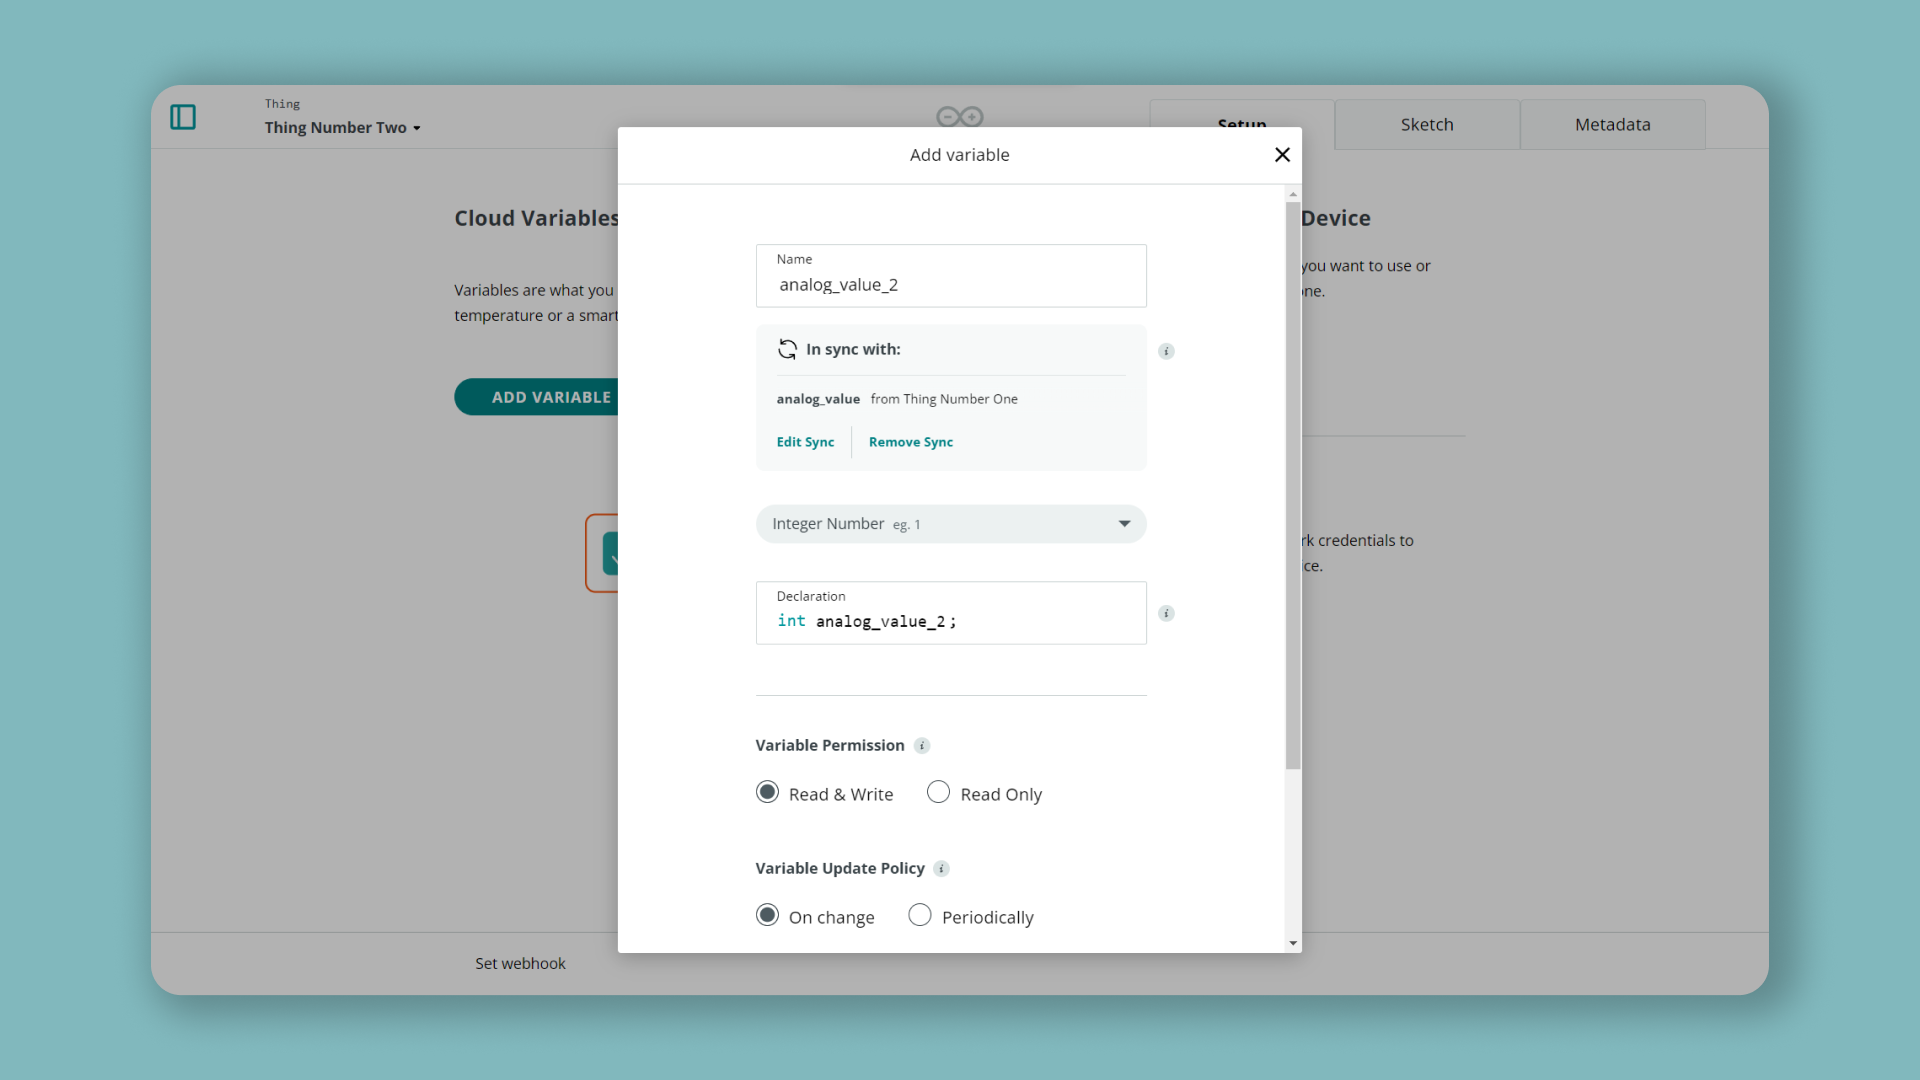 Thing
Thing Number Two
Setup
Sketch
Metadata
Add variable
Cloud Variables
Device
Variables are what you
temperature or a smart
you want to use or
ne.
ADD VARIABLE
Name
analog_value_2
In sync with:
analog_value from Thing Number One
Edit Sync
Remove Sync
Integer Number eg. 1
Declaration
int analog_value_2;
rk credentials to
ce.
Variable Permission
Read & Write
Read Only
Variable Update Policy
On change
Periodically
Set webhook